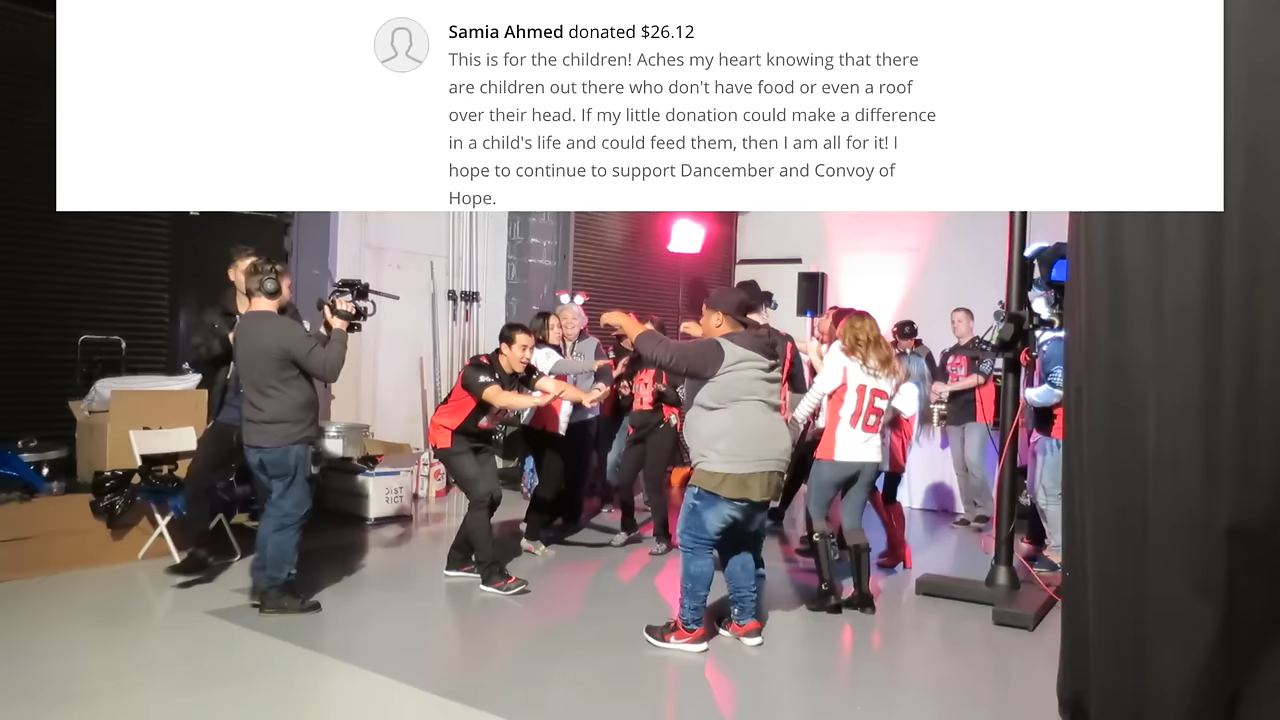 Samia Ahmed donated $26.12
This is for the children! Aches my heart knowing that there
are children out there who don't have food or even a roof
over their head. If my little donation could make a difference
in a child's life and could feed them, then I am all for it! I
hope to continue to support Dancember and Convoy of
Hope.
16
DIST
RICT